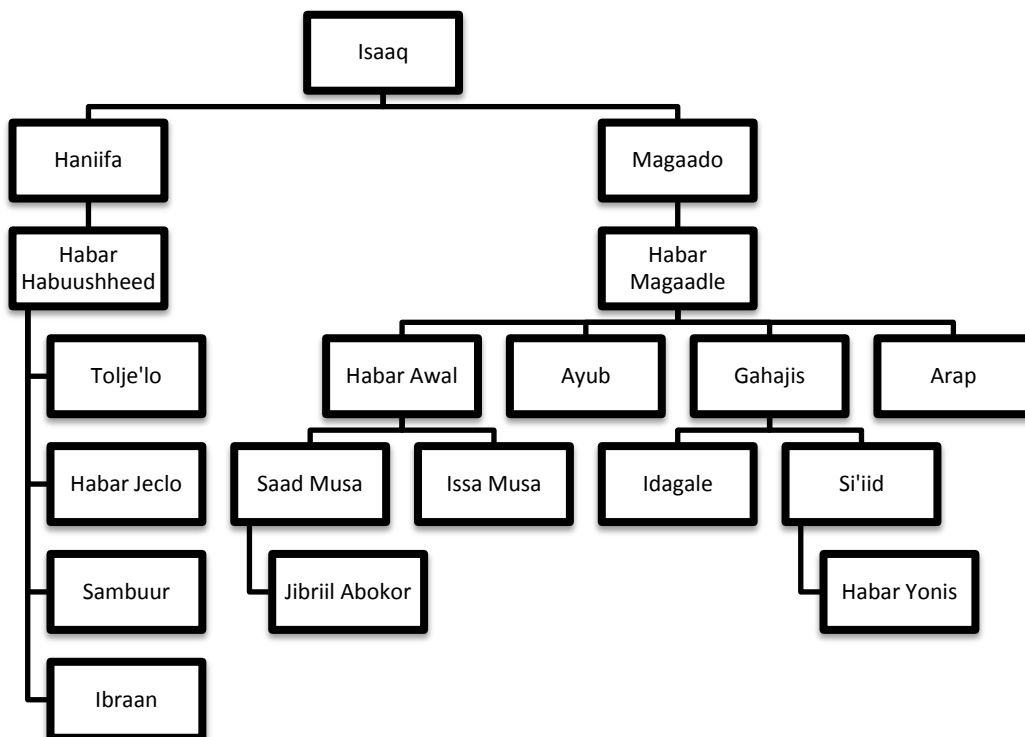 Isaaq
Haniifa
Magaado
Habar
Habuushheed
Habar
Magaadle
Tolje'lo
Habar Awal
Ayub
Gahajis
Arap
Habar Jeclo
Saad Musa
Issa Musa
Idagale
Si'iid
Sambuur
Jibriil Abokor
Habar Yonis
Ibraan